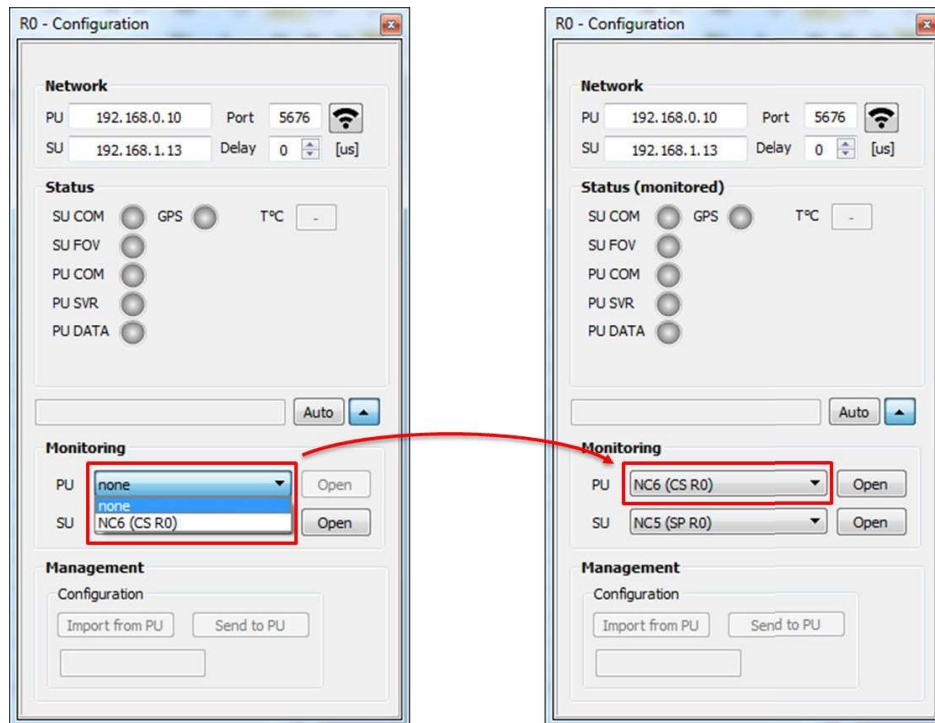 R0 - Configuration
Network
PU 192.168.0.10 Port 5676
SU 192.168.1.13 Delay 0 [us]
Status
SU COM GPS T°C -
SU FOV
PU COM
PU SVR
PU DATA
Auto
Monitoring
PU none Open
none
SU NC6 (CS R0) Open
Management
Configuration
Import from PU Send to PU
R0 - Configuration
Network
PU 192.168.0.10 Port 5676
SU 192.168.1.13 Delay 0 [us]
Status (monitored)
SU COM GPS T°C -
SU FOV
PU COM
PU SVR
PU DATA
Auto
Monitoring
PU NC6 (CS R0) Open
SU NC5 (SP R0) Open
Management
Configuration
Import from PU Send to PU